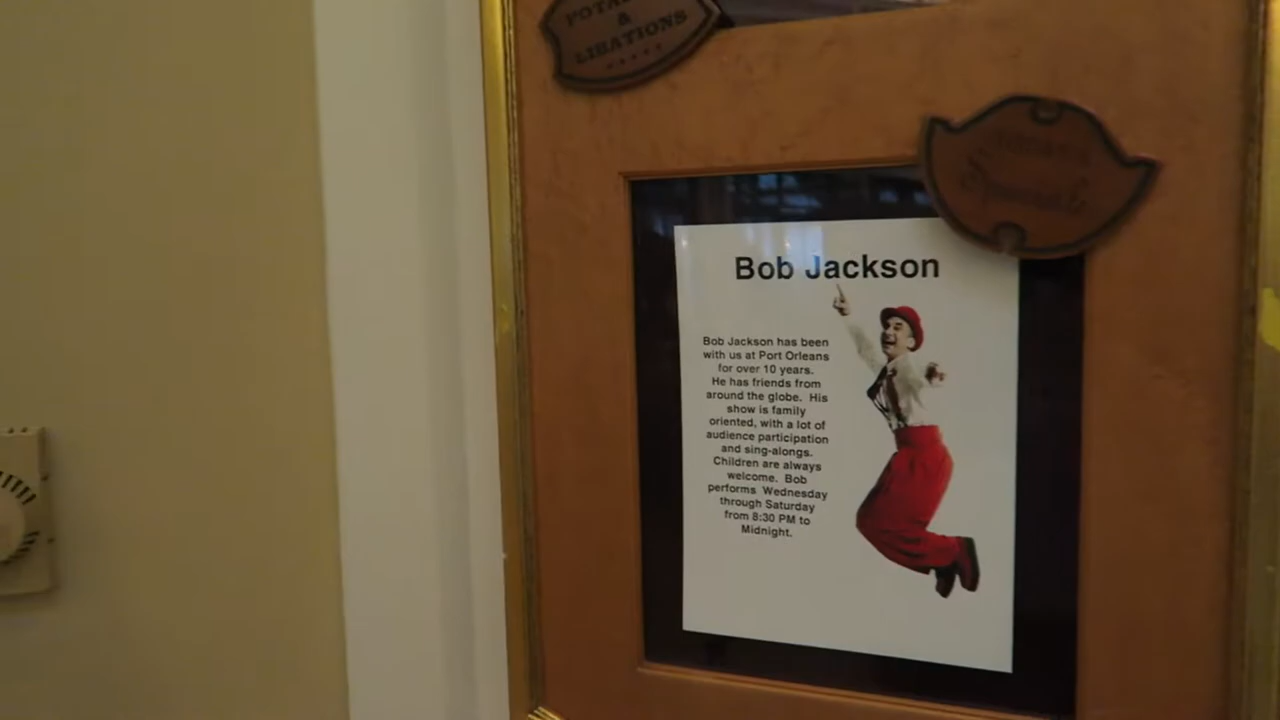 &
LIBATIONS
Bob Jackson
Bob Jackson has been
with us at Port Orleans
for over 10 years.
He has friends from
around the globe. His
show is family
oriented, with a lot of
audience participation
and sing-alongs.
Children are always
welcome. Bob
performs Wednesday
through Saturday
from 8:30 PM to
Midnight.